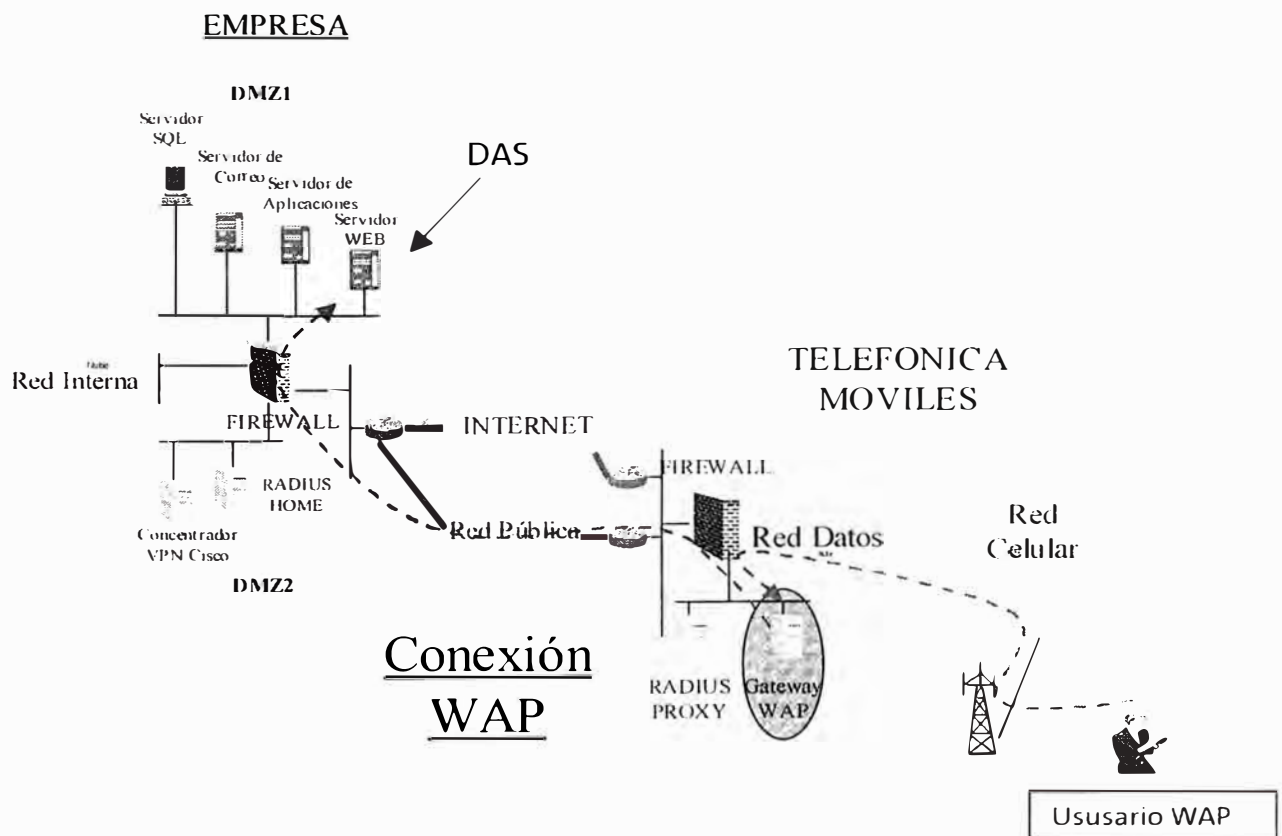 EMPRESA
DMZ1
Servidor
SQL
Servidor de
Correo
Servidor de
Aplicaciones
Servidor
WEB
DAS
Red Interna
FIREWALL
INTERNET
TELEFONICA
MOVILES
RADIUS
HOME
Concentrador
VPN Cisco
DMZ2
Red Pública
FIREWALL
Red Datos
Red
Celular
Conexión
WAP
RADIUS
PROXY
Gateway
WAP
Ususario WAP